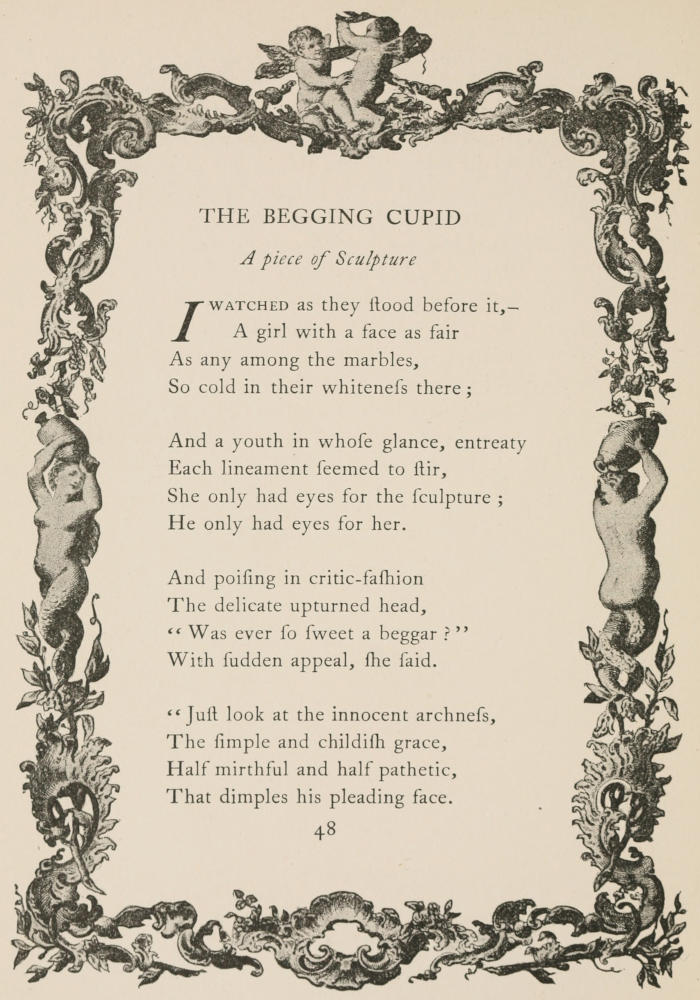 THE BEGGING CUPID
A piece of Sculpture
I WATCHED as they ſtood before it,–
A girl with a face as fair
As any among the marbles,
So cold in their whiteneſs there ;
And a youth in whoſe glance, entreaty
Each lineament ſeemed to ſtir,
She only had eyes for the ſculpture ;
He only had eyes for her.
And poiſing in critic-faſhion
The delicate upturned head,
“ Was ever ſo ſweet a beggar ? ”
With ſudden appeal, ſhe ſaid.
“ Juſt look at the innocent archneſs,
The ſimple and childiſh grace,
Half mirthful and half pathetic,
That dimples his pleading face.
48